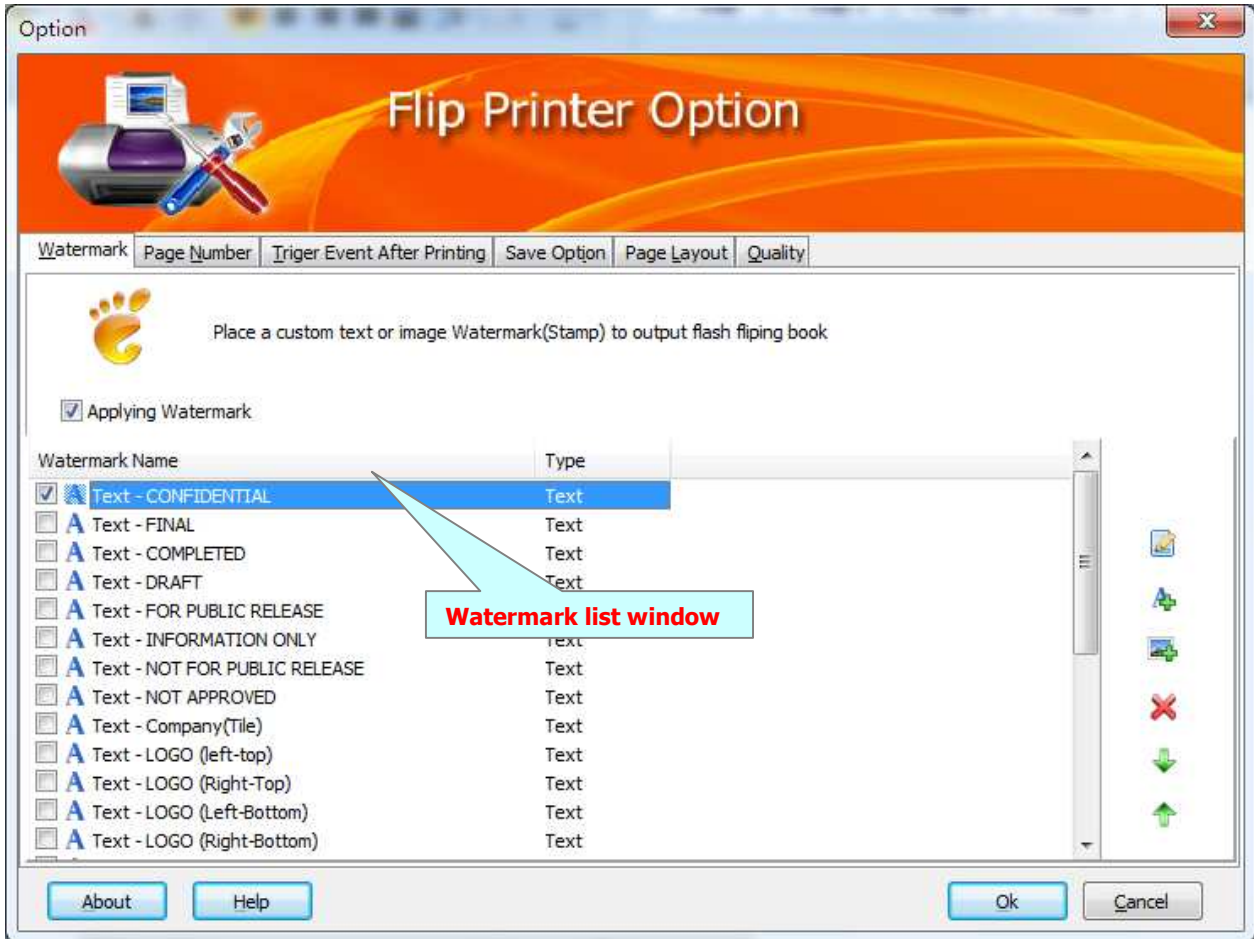 Option
Flip Printer Option
Watermark Page Number Triger Event After Printing Save Option Page Layout Quality
Place a custom text or image Watermark(Stamp) to output flash fliping book
Applying Watermark
Watermark Name Type
Text - CONFIDENTIAL Text
Text - FINAL Text
Text - COMPLETED Text
Text - DRAFT Text
Text - FOR PUBLIC RELEASE
Watermark list window
Text - INFORMATION ONLY Text
Text - NOT FOR PUBLIC RELEASE Text
Text - NOT APPROVED Text
Text - Company(Tile) Text
Text - LOGO (left-top) Text
Text - LOGO (Right-Top) Text
Text - LOGO (Left-Bottom) Text
Text - LOGO (Right-Bottom) Text
About Help Ok Cancel